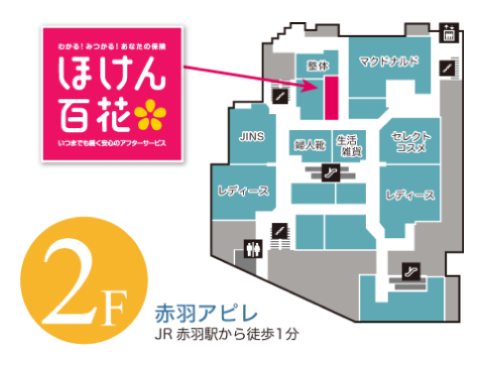 わかる!みつかる!あなたの保険
ほけん
百花
いつまでも続く安心のアフターサービス
整体
マクドナルド
JINS
婦人靴
生活
雑貨
セレクト
コスメ
レディース
レディース
2F
赤羽アピレ
JR 赤羽駅から徒歩1分